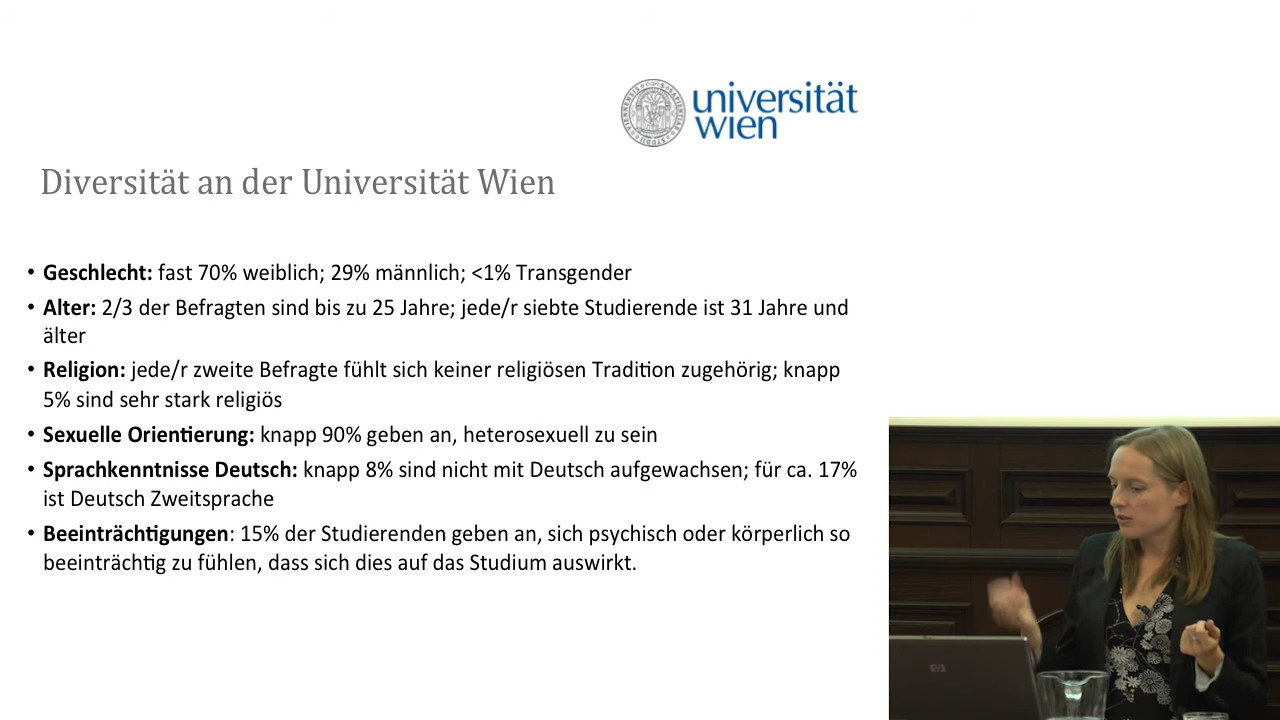 universität
wien
Diversität an der Universität Wien
• Geschlecht: fast 70% weiblich; 29% männlich; <1% Transgender
• Alter: 2/3 der Befragten sind bis zu 25 Jahre; jede/r siebte Studierende ist 31 Jahre und
älter
• Religion: jede/r zweite Befragte fühlt sich keiner religiösen Tradition zugehörig; knapp
5% sind sehr stark religiös
• Sexuelle Orientierung: knapp 90% geben an, heterosexuell zu sein
• Sprachkenntnisse Deutsch: knapp 8% sind nicht mit Deutsch aufgewachsen; für ca. 17%
ist Deutsch Zweitsprache
• Beeinträchtigungen: 15% der Studierenden geben an, sich psychisch oder körperlich so
beeinträchtig zu fühlen, dass sich dies auf das Studium auswirkt.